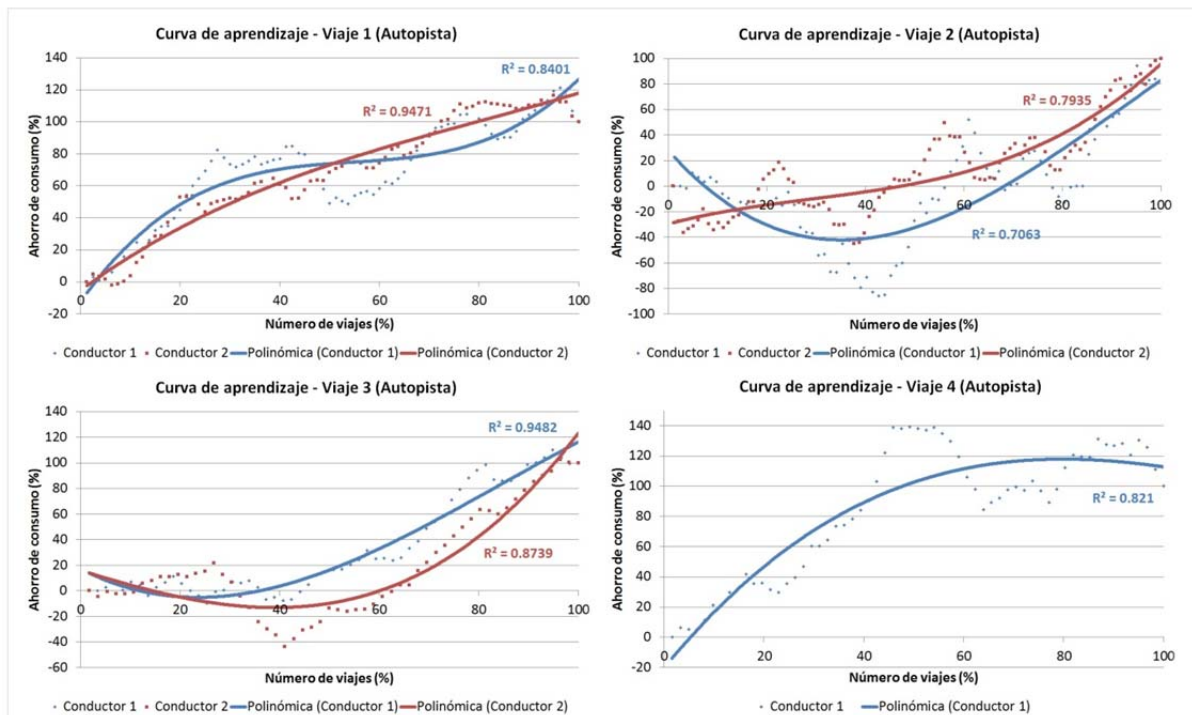 Curva de aprendizaje - Viaje 1 (Autopista)
140
120
100
80
60
40
20
0
-20
0 20 40 60 80 100
Ahorro de consumo (%)
Número de viajes (%)
R² = 0.8401
R² = 0.9471
Conductor 1 Conductor 2 Polinómica (Conductor 1) Polinómica (Conductor 2)
Curva de aprendizaje - Viaje 2 (Autopista)
100
80
60
40
20
0
-20
-40
-60
-80
-100
0 20 40 60 80 100
Ahorro de consumo (%)
Número de viajes (%)
R² = 0.7935
R² = 0.7063
Conductor 1 Conductor 2 Polinómica (Conductor 1) Polinómica (Conductor 2)
Curva de aprendizaje - Viaje 3 (Autopista)
140
120
100
80
60
40
20
0
-20
-40
-60
0 20 40 60 80 100
Ahorro de consumo (%)
Número de viajes (%)
R² = 0.9482
R² = 0.8739
Conductor 1 Conductor 2 Polinómica (Conductor 1) Polinómica (Conductor 2)
Curva de aprendizaje - Viaje 4 (Autopista)
140
120
100
80
60
40
20
0
-20
0 20 40 60 80 100
Ahorro de consumo (%)
Número de viajes (%)
R² = 0.821
Conductor 1 Polinómica (Conductor 1)